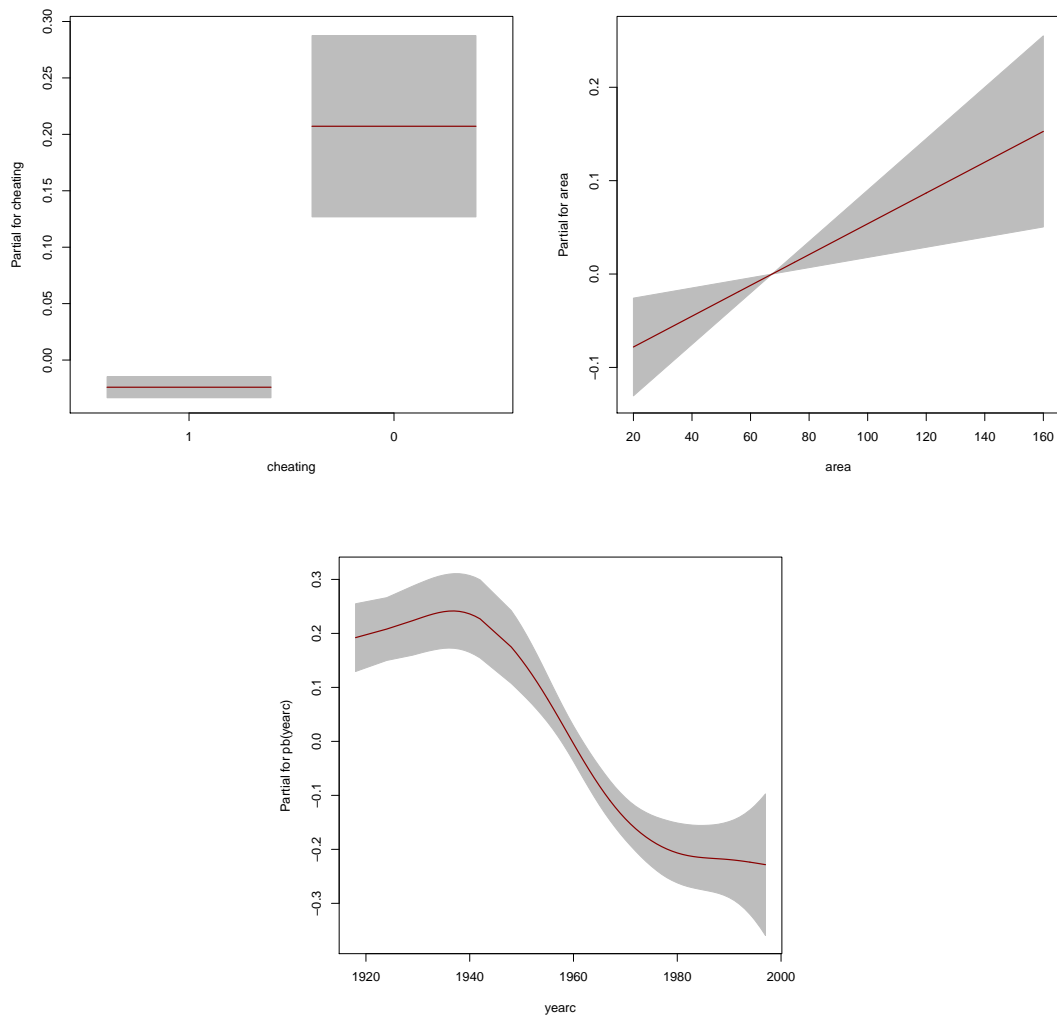 Partial for cheating
0.00 0.05 0.10 0.15 0.20 0.25 0.30
1 0
cheating
Partial for area
−0.1 0.0 0.1 0.2
20 40 60 80 100 120 140 160
area
Partial for pb(yearc)
−0.3 −0.2 −0.1 0.0 0.1 0.2 0.3
1920 1940 1960 1980 2000
yearc